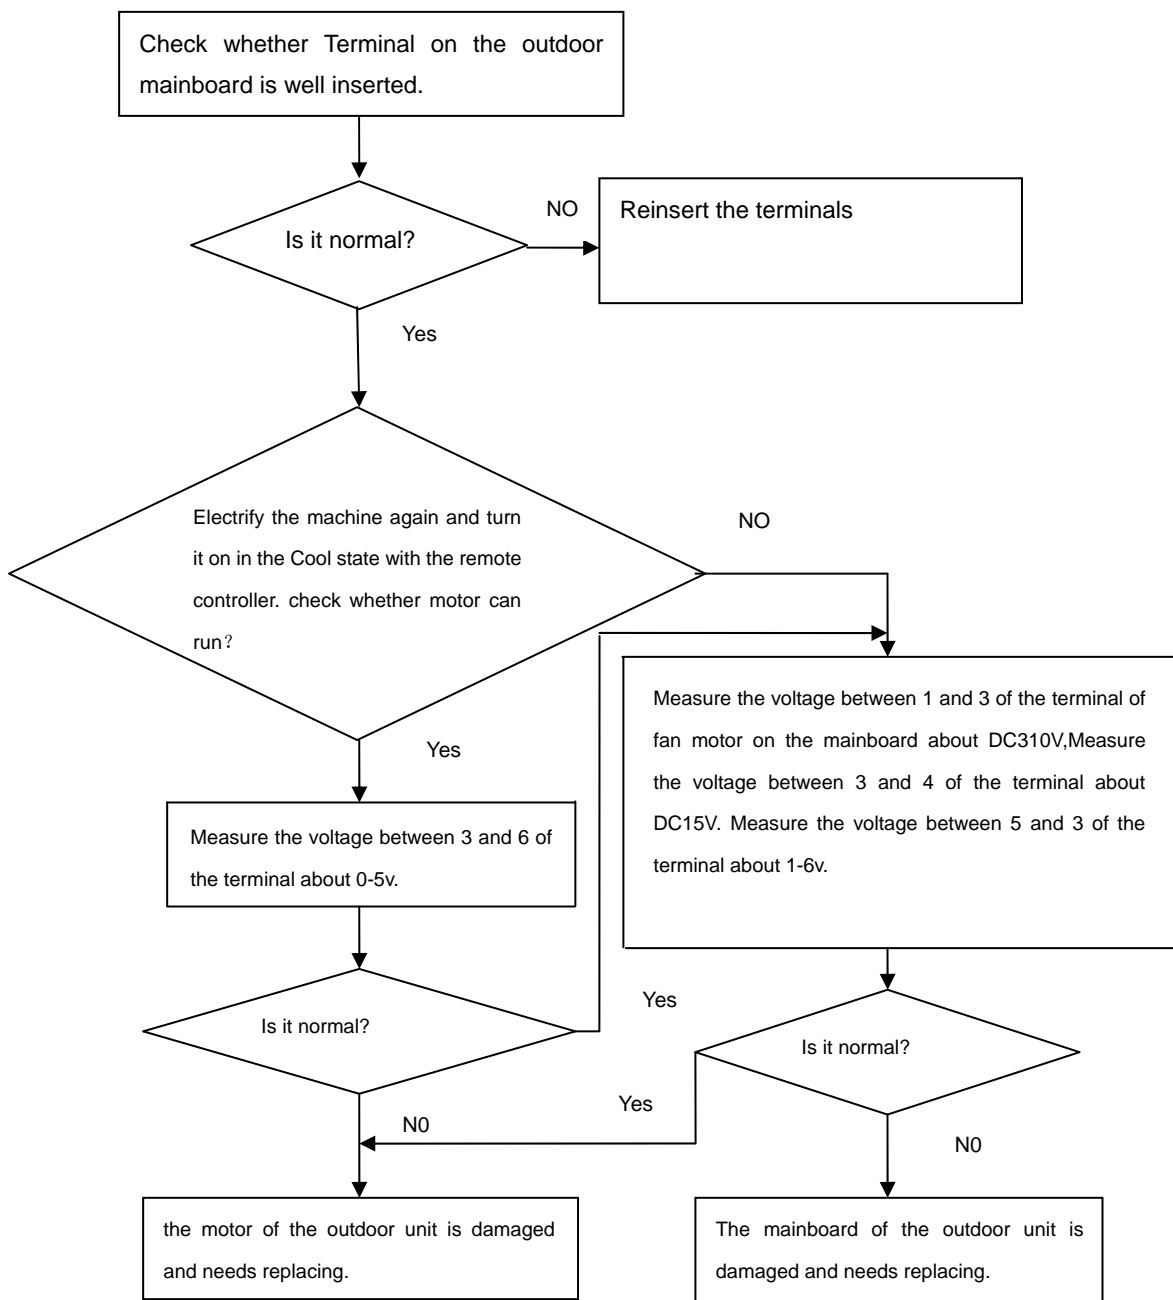 Check whether Terminal on the outdoor
mainboard is well inserted.
NO
Reinsert the terminals
Is it normal?
Yes
Electrify the machine again and turn
it on in the Cool state with the remote
controller. check whether motor can
run？
NO
Yes
Measure the voltage between 1 and 3 of the terminal of
fan motor on the mainboard about DC310V,Measure
the voltage between 3 and 4 of the terminal about
DC15V. Measure the voltage between 5 and 3 of the
terminal about 1-6v.
Measure the voltage between 3 and 6 of
the terminal about 0-5v.
Is it normal?
Yes
Is it normal?
Yes
N0
N0
the motor of the outdoor unit is damaged
and needs replacing.
The mainboard of the outdoor unit is
damaged and needs replacing.